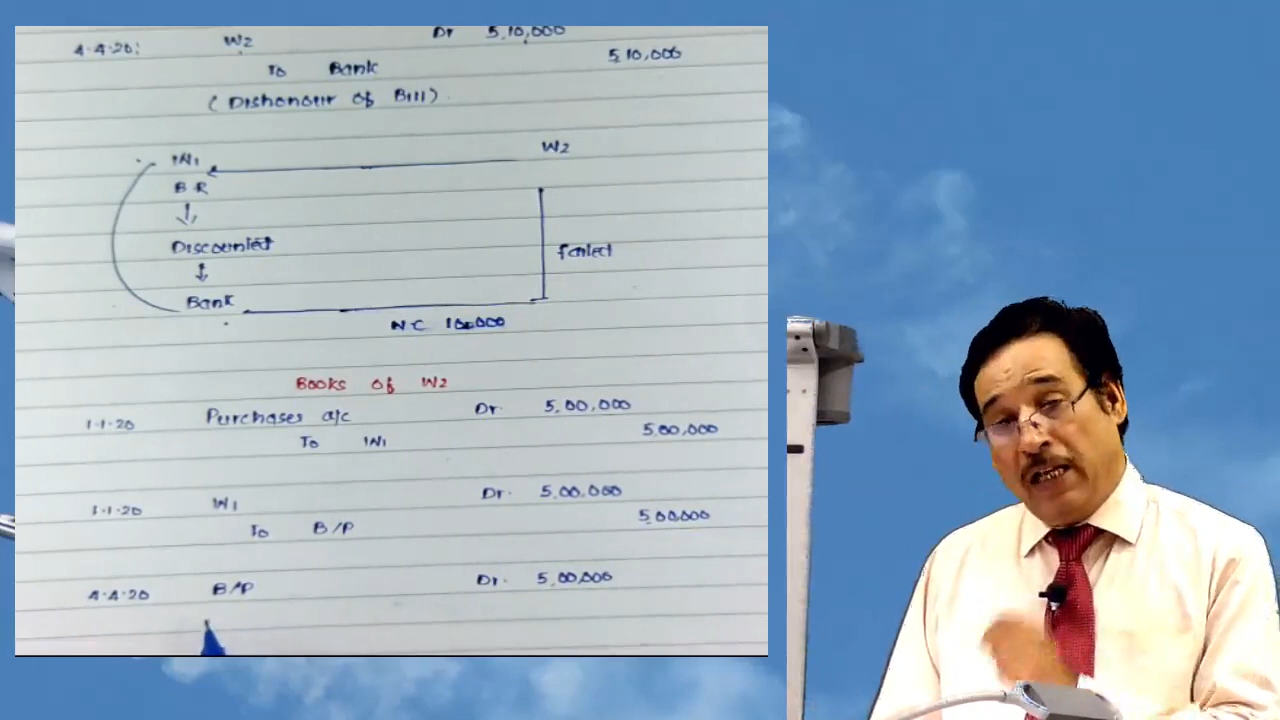 4.4.20: W2 Dr 5,10,000
To Bank 5,10,000
(Dishonour of Bill)
W1 W2
B R
Discounted failed
Bank
N C 10,000
Books of W2
1.1.20 Purchases a/c Dr. 5,00,000
To W1 5,00,000
1.1.20 W1 Dr. 5,00,000
To B/P 5,00,000
4.4.20 B/P Dr. 5,00,000